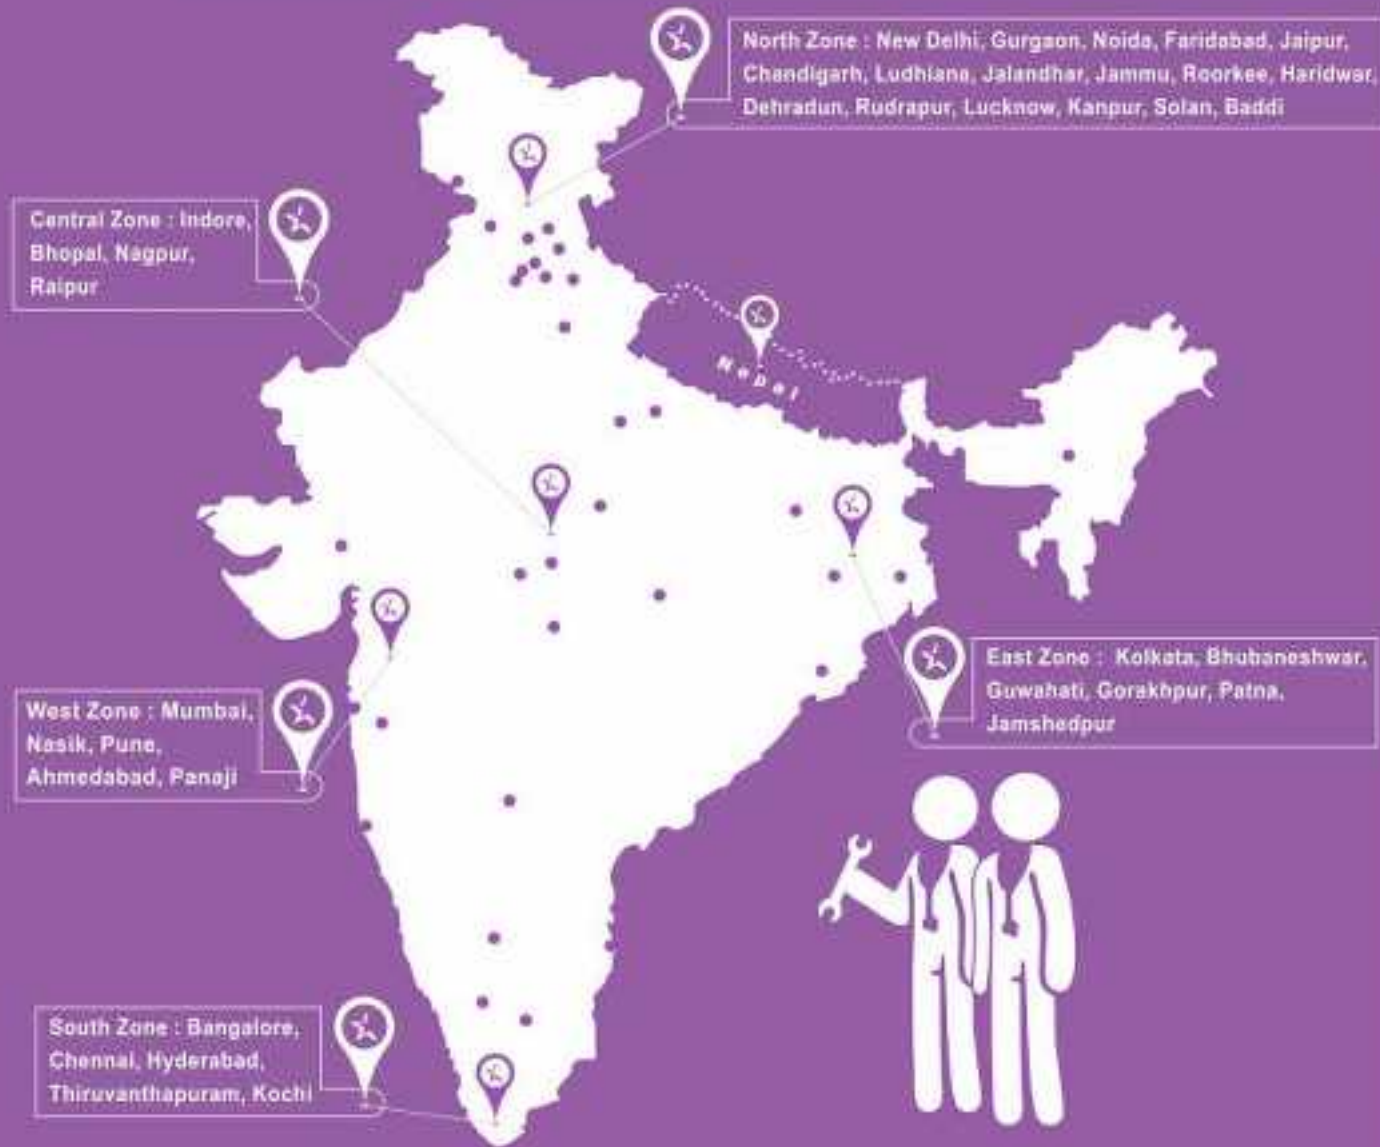 North Zone : New Delhi, Gurgaon, Noida, Faridabad, Jaipur,
Chandigarh, Ludhiana, Jalandhar, Jammu, Roorkee, Haridwar,
Dehradun, Rudrapur, Lucknow, Kanpur, Solan, Baddi
Central Zone : Indore,
Bhopal, Nagpur,
Raipur
Nepal
East Zone : Kolkata, Bhubaneshwar,
Guwahati, Gorakhpur, Patna,
Jamshedpur
West Zone : Mumbai,
Nasik, Pune,
Ahmedabad, Panaji
South Zone : Bangalore,
Chennai, Hyderabad,
Thiruvanthapuram, Kochi